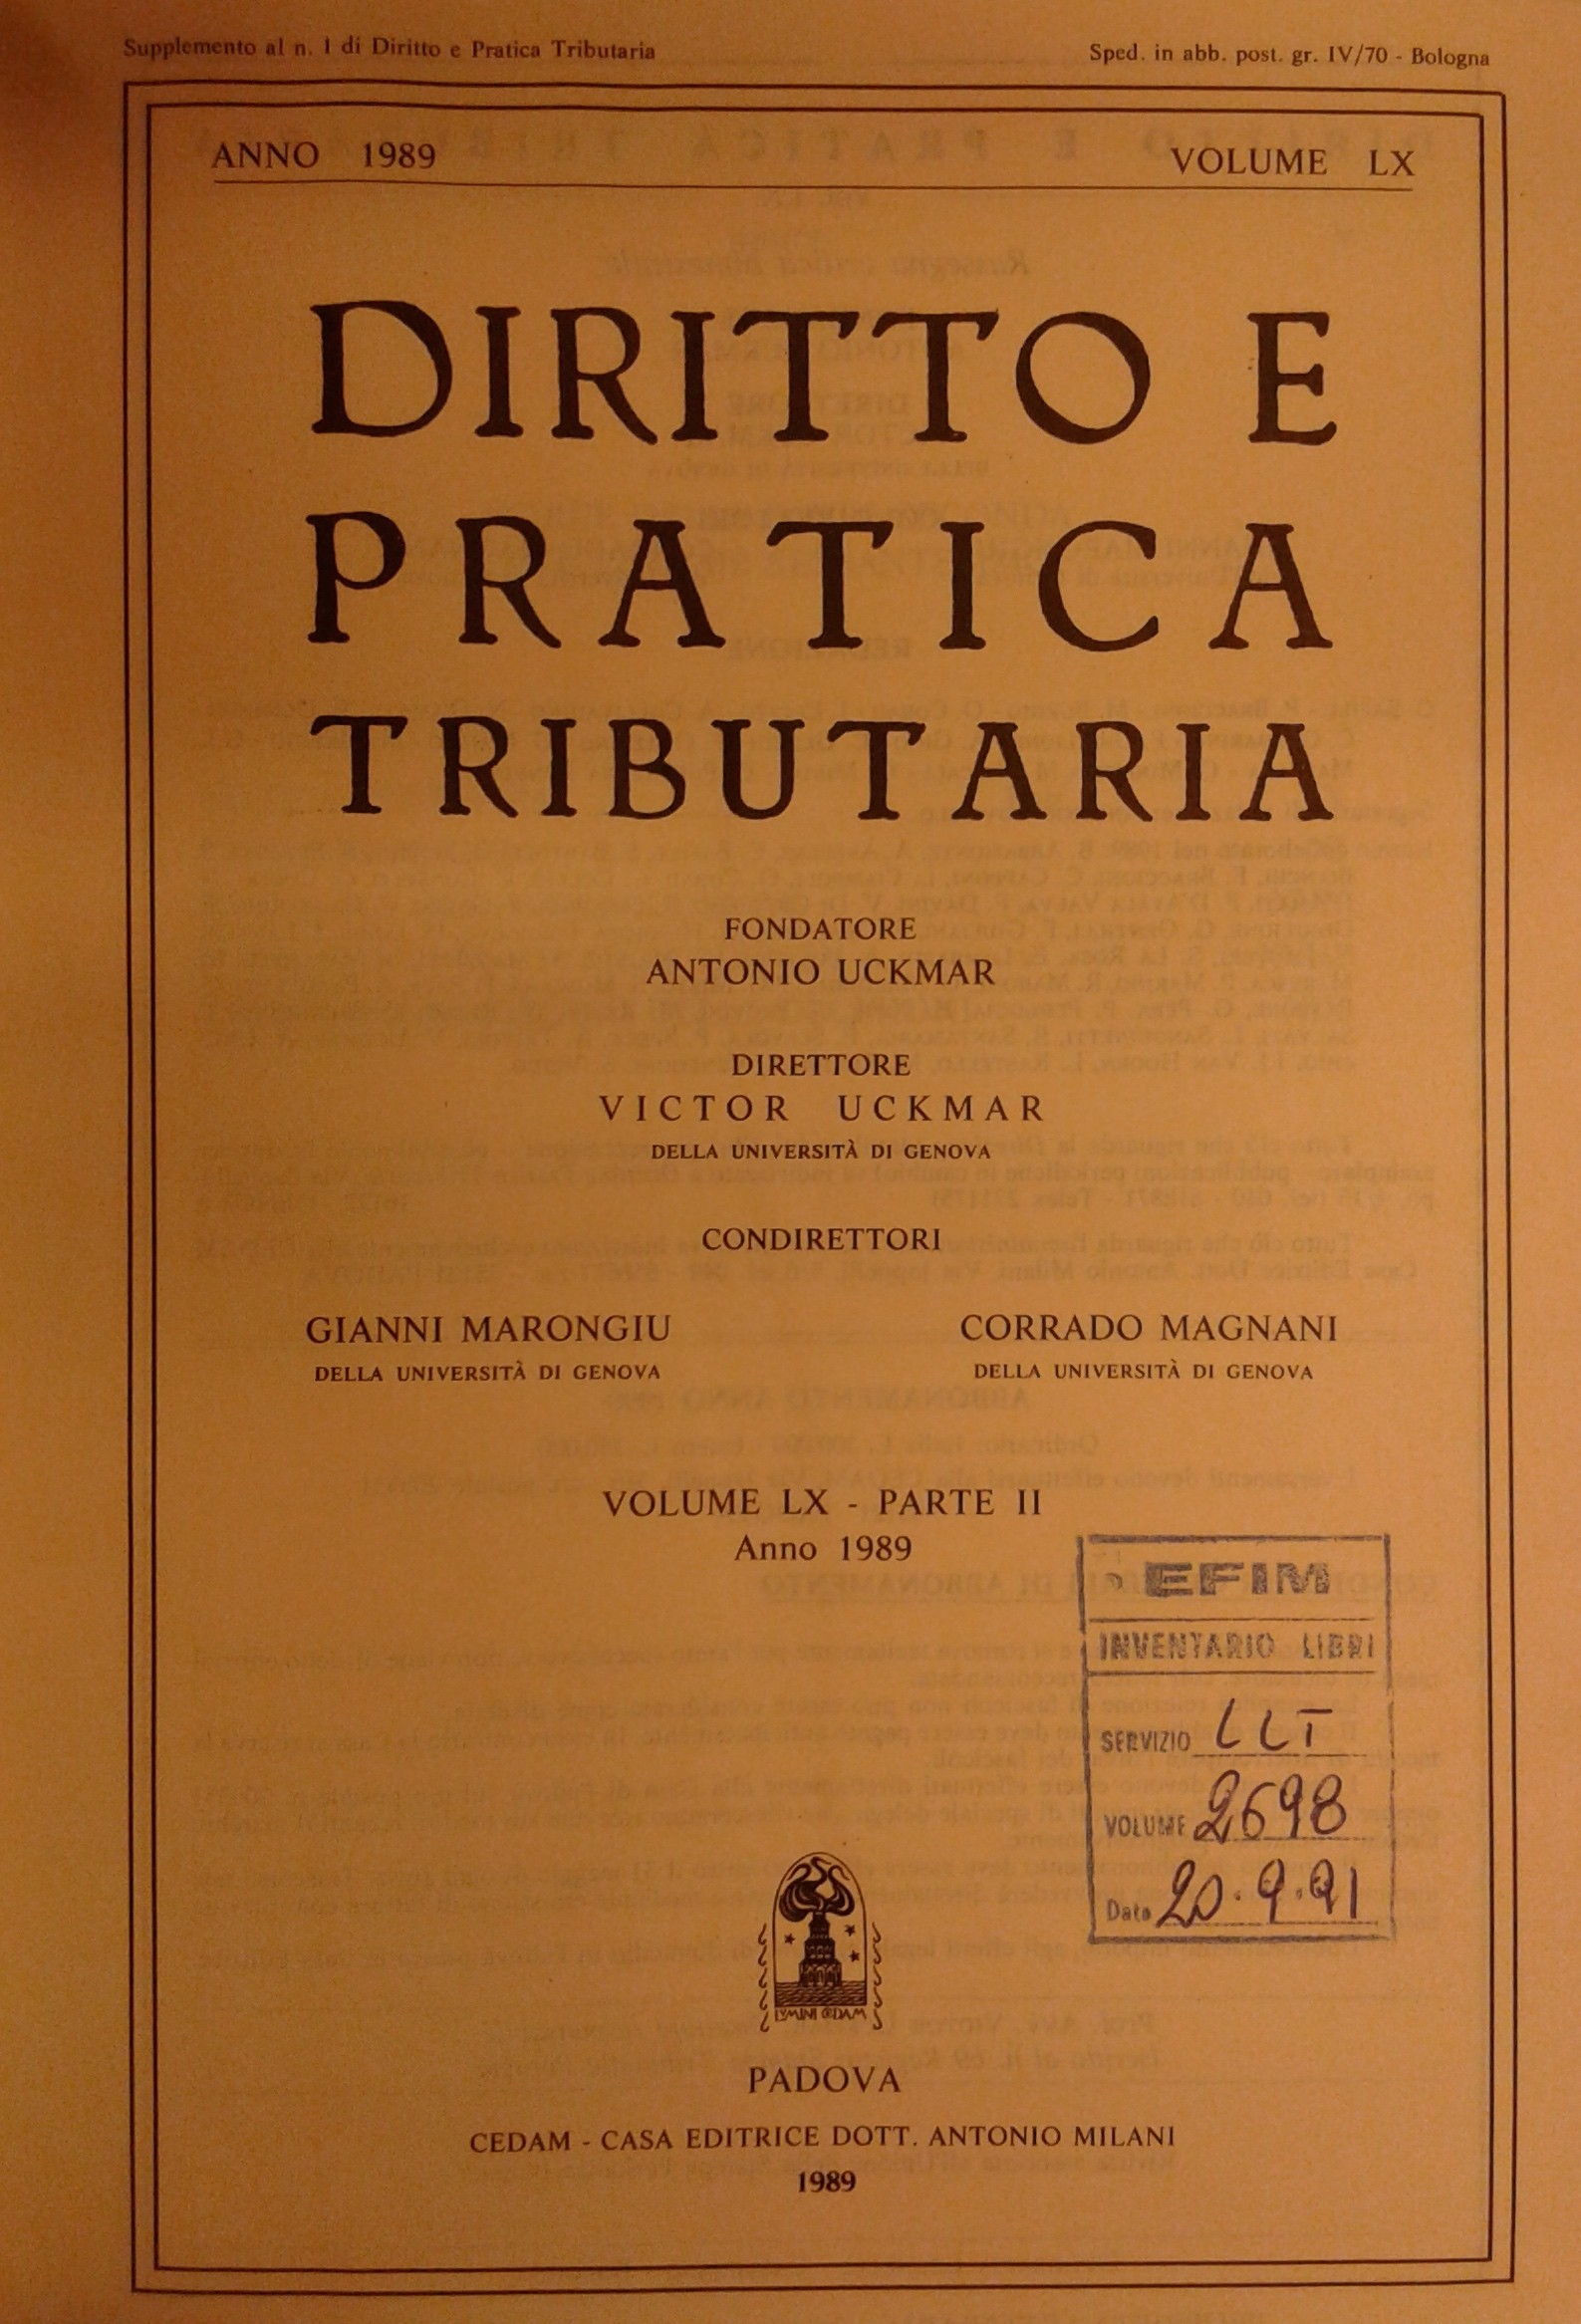 Supplemento al n. 1 di Diritto e Pratica Tributaria
Sped. in abb. post. gr. IV/70 - Bologna
ANNO 1989
VOLUME LX
DIRITTO E
PRATICA
TRIBUTARIA
FONDATORE
ANTONIO UCKMAR
DIRETTORE
VICTOR UCKMAR
DELLA UNIVERSITÀ DI GENOVA
CONDIRETTORI
GIANNI MARONGIU
DELLA UNIVERSITÀ DI GENOVA
CORRADO MAGNANI
DELLA UNIVERSITÀ DI GENOVA
VOLUME LX - PARTE II
Anno 1989
EFIM
INVENTARIO LIBRI
SERVIZIO LLT
VOLUME 2698
Data 20.9.91
LVMINI CEDAM
PADOVA
CEDAM - CASA EDITRICE DOTT. ANTONIO MILANI
1989